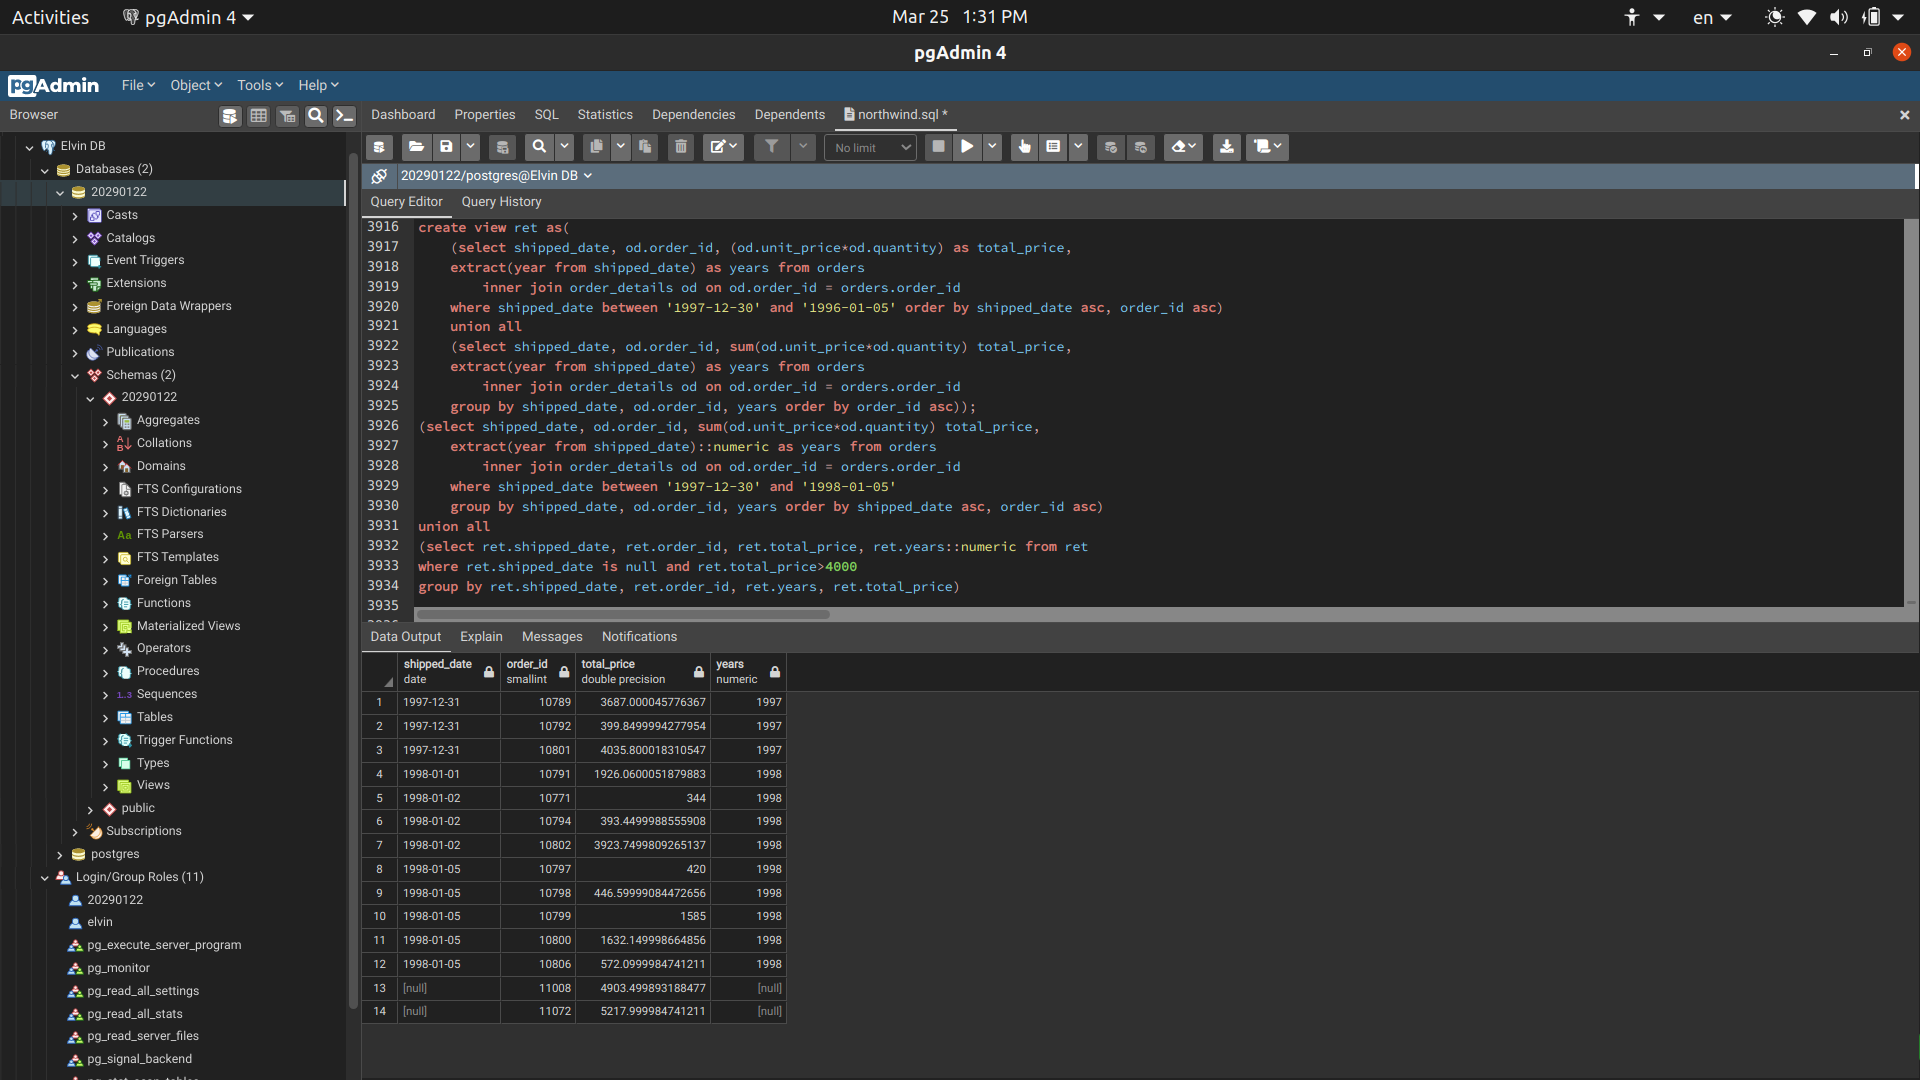 Activities
pgAdmin 4
Mar 25 1:31 PM
en
pgAdmin 4
pgAdmin
File
Object
Tools
Help
Browser
Dashboard
Properties
SQL
Statistics
Dependencies
Dependents
northwind.sql *
No limit
20290122/postgres@Elvin DB
Query Editor
Query History
Elvin DB
Databases (2)
20290122
Casts
Catalogs
Event Triggers
Extensions
Foreign Data Wrappers
Languages
Publications
Schemas (2)
20290122
Aggregates
Collations
Domains
FTS Configurations
FTS Dictionaries
Aa FTS Parsers
FTS Templates
Foreign Tables
Functions
Materialized Views
Operators
Procedures
1..3 Sequences
Tables
Trigger Functions
Types
Views
public
Subscriptions
postgres
Login/Group Roles (11)
20290122
elvin
pg_execute_server_program
pg_monitor
pg_read_all_settings
pg_read_all_stats
pg_read_server_files
pg_signal_backend
3916 create view ret as(
3917 (select shipped_date, od.order_id, (od.unit_price*od.quantity) as total_price,
3918 extract(year from shipped_date) as years from orders
3919 inner join order_details od on od.order_id = orders.order_id
3920 where shipped_date between '1997-12-30' and '1996-01-05' order by shipped_date asc, order_id asc)
3921 union all
3922 (select shipped_date, od.order_id, sum(od.unit_price*od.quantity) total_price,
3923 extract(year from shipped_date) as years from orders
3924 inner join order_details od on od.order_id = orders.order_id
3925 group by shipped_date, od.order_id, years order by order_id asc));
3926 (select shipped_date, od.order_id, sum(od.unit_price*od.quantity) total_price,
3927 extract(year from shipped_date)::numeric as years from orders
3928 inner join order_details od on od.order_id = orders.order_id
3929 where shipped_date between '1997-12-30' and '1998-01-05'
3930 group by shipped_date, od.order_id, years order by shipped_date asc, order_id asc)
3931 union all
3932 (select ret.shipped_date, ret.order_id, ret.total_price, ret.years::numeric from ret
3933 where ret.shipped_date is null and ret.total_price>4000
3934 group by ret.shipped_date, ret.order_id, ret.years, ret.total_price)
3935
Data Output
Explain
Messages
Notifications
shipped_date order_id total_price years
date smallint double precision numeric
1 1997-12-31 10789 3687.000045776367 1997
2 1997-12-31 10792 399.8499994277954 1997
3 1997-12-31 10801 4035.800018310547 1997
4 1998-01-01 10791 1926.0600051879883 1998
5 1998-01-02 10771 344 1998
6 1998-01-02 10794 393.4499988555908 1998
7 1998-01-02 10802 3923.7499809265137 1998
8 1998-01-05 10797 420 1998
9 1998-01-05 10798 446.59999084472656 1998
10 1998-01-05 10799 1585 1998
11 1998-01-05 10800 1632.149998664856 1998
12 1998-01-05 10806 572.0999984741211 1998
13 [null] 11008 4903.499893188477 [null]
14 [null] 11072 5217.999984741211 [null]